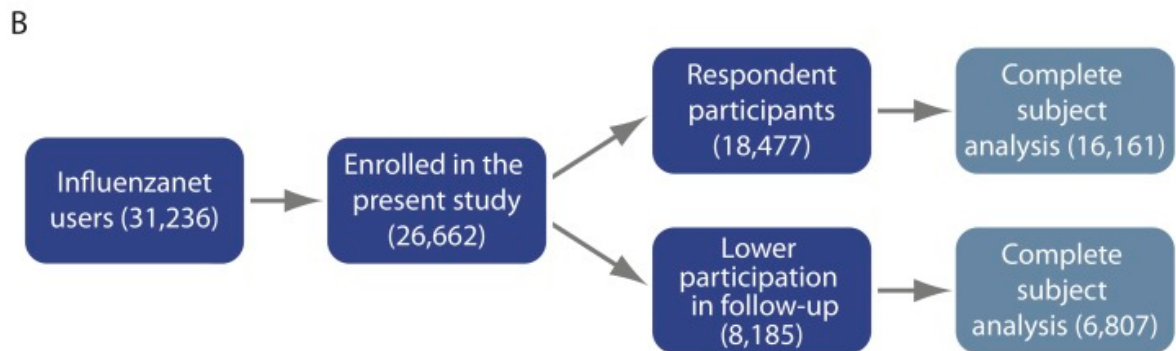 B
Influenzanet
users (31,236)
Enrolled in the
present study
(26,662)
Respondent
participants
(18,477)
Complete
subject
analysis (16,161)
Lower
participation
in follow-up
(8,185)
Complete
subject
analysis (6,807)